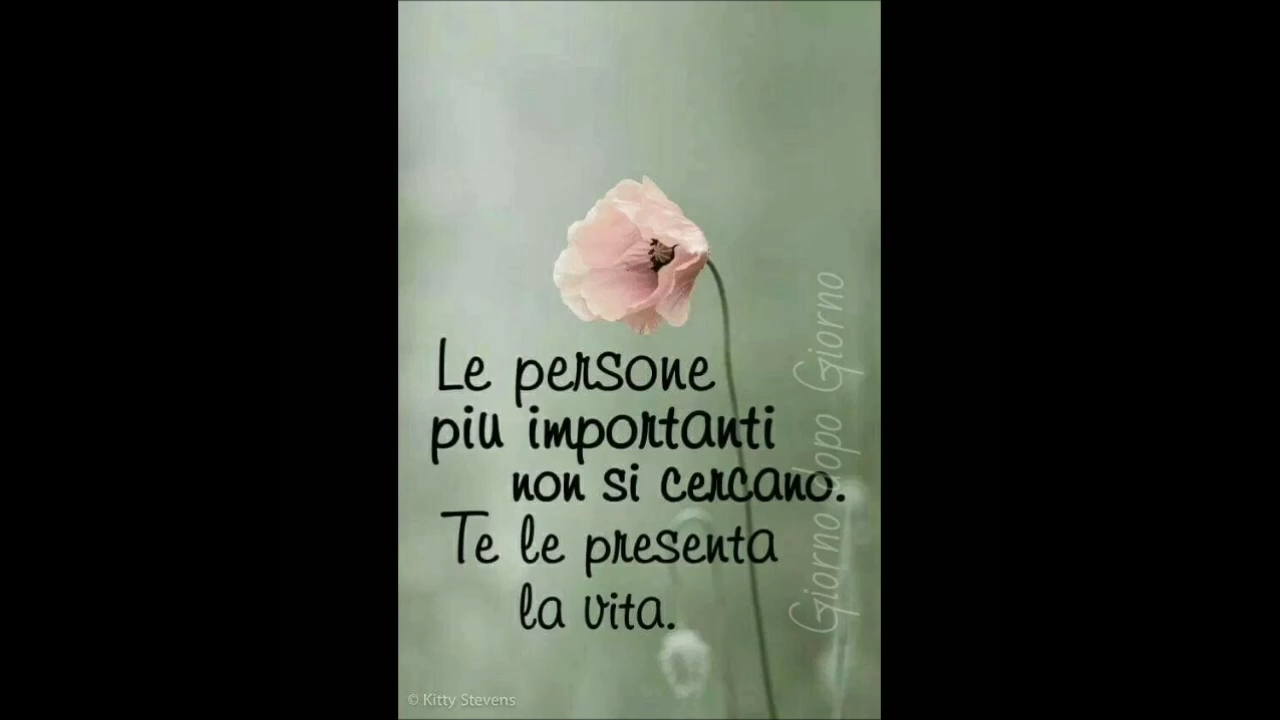 Le persone
piu importanti
non si cercano.
Te le presenta
la vita.
Giorno dopo Giorno
© Kitty Stevens